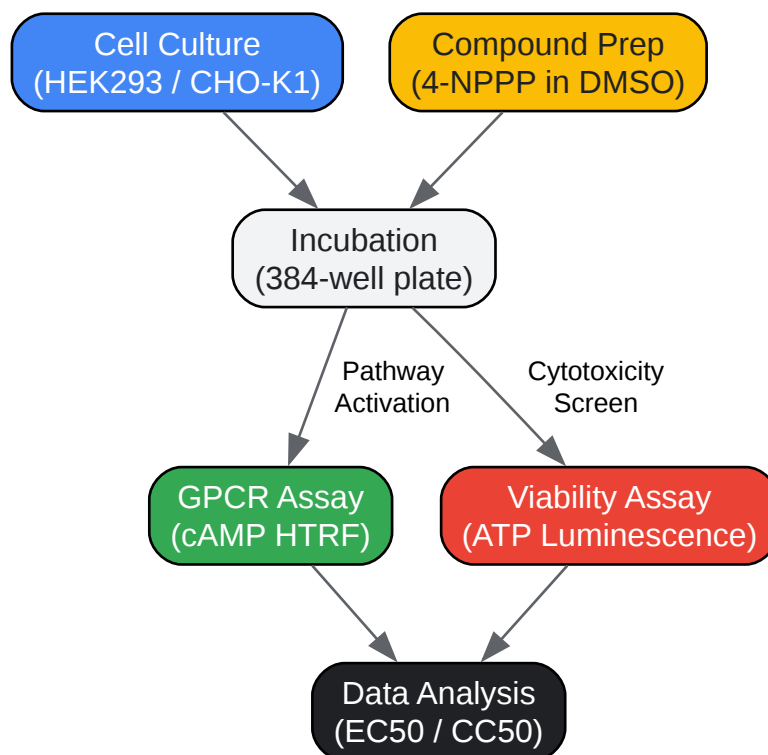 Cell Culture
(HEK293 / CHO-K1)
Compound Prep
(4-NPPP in DMSO)
Incubation
(384-well plate)
Pathway
Activation
Cytotoxicity
Screen
GPCR Assay
(cAMP HTRF)
Viability Assay
(ATP Luminescence)
Data Analysis
(EC50 / CC50)